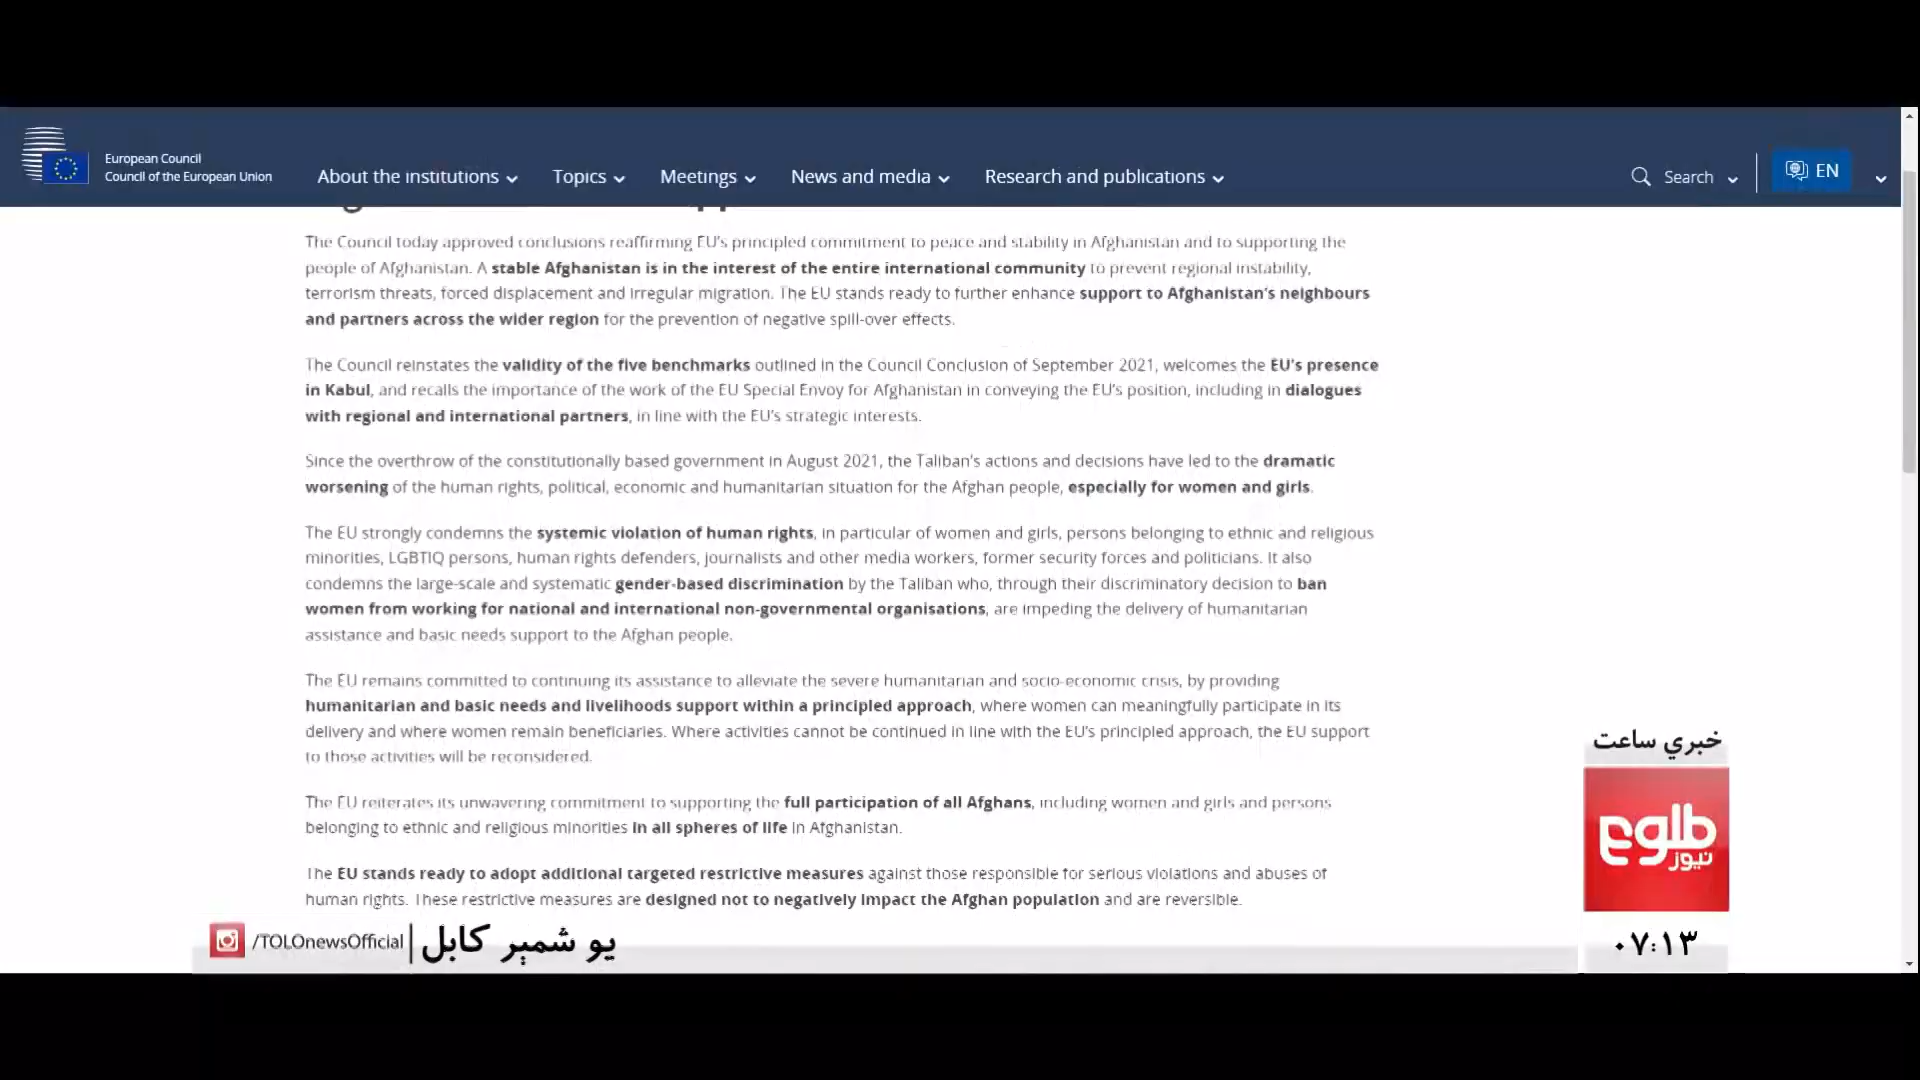 European Council
Council of the European Union
About the institutions
Topics
Meetings
News and media
Research and publications
Search
EN
The Council today approved conclusions reaffirming EU's principled commitment to peace and stability in Afghanistan and to supporting the
people of Afghanistan. A stable Afghanistan is in the interest of the entire international community to prevent regional instability,
terrorism threats, forced displacement and irregular migration. The EU stands ready to further enhance support to Afghanistan's neighbours
and partners across the wider region for the prevention of negative spill-over effects.
The Council reinstates the validity of the five benchmarks outlined in the Council Conclusion of September 2021, welcomes the EU's presence
in Kabul, and recalls the importance of the work of the EU Special Envoy for Afghanistan in conveying the EU's position, including in dialogues
with regional and international partners, in line with the EU's strategic interests.
Since the overthrow of the constitutionally based government in August 2021, the Taliban's actions and decisions have led to the dramatic
worsening of the human rights, political, economic and humanitarian situation for the Afghan people, especially for women and girls.
The EU strongly condemns the systemic violation of human rights, in particular of women and girls, persons belonging to ethnic and religious
minorities, LGBTIQ persons, human rights defenders, journalists and other media workers, former security forces and politicians. It also
condemns the large-scale and systematic gender-based discrimination by the Taliban who, through their discriminatory decision to ban
women from working for national and international non-governmental organisations, are impeding the delivery of humanitarian
assistance and basic needs support to the Afghan people.
The EU remains committed to continuing its assistance to alleviate the severe humanitarian and socio-economic crisis, by providing
humanitarian and basic needs and livelihoods support within a principled approach, where women can meaningfully participate in its
delivery and where women remain beneficiaries. Where activities cannot be continued in line with the EU's principled approach, the EU support
to those activities will be reconsidered.
The EU reiterates its unwavering commitment to supporting the full participation of all Afghans, including women and girls and persons
belonging to ethnic and religious minorities in all spheres of life in Afghanistan.
The EU stands ready to adopt additional targeted restrictive measures against those responsible for serious violations and abuses of
human rights. These restrictive measures are designed not to negatively impact the Afghan population and are reversible.
خبري ساعت
طلوع
نیوز
۰۷:۱۳
/TOLOnewsOfficial
یو شمېر کابل